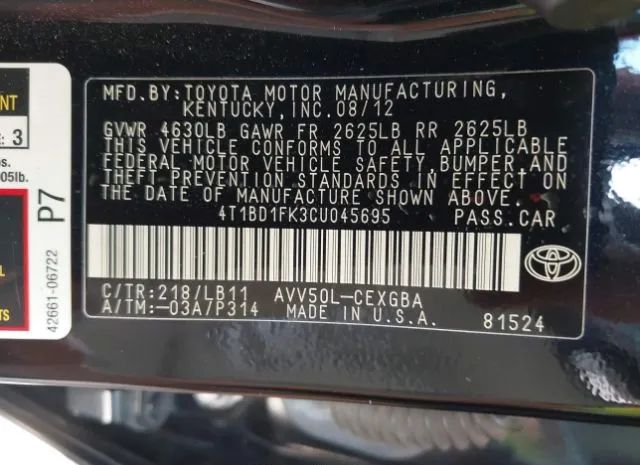 MFD.BY:TOYOTA MOTOR MANUFACTURING,
KENTUCKY,INC.08/12
GVWR 4630LB GAWR FR 2625LB RR 2625LB
THIS VEHICLE CONFORMS TO ALL APPLICABLE
FEDERAL MOTOR VEHICLE SAFETY,BUMPER,AND
THEFT PREVENTION STANDARDS IN EFFECT ON
THE DATE OF MANUFACTURE SHOWN ABOVE.
4T1BD1FK3CU045695 PASS.CAR
C/TR:218/LB11 AVV50L-CEXGBA
A/TM:-03A/P314 MADE IN U.S.A. 81524
3
P7
42661-06722